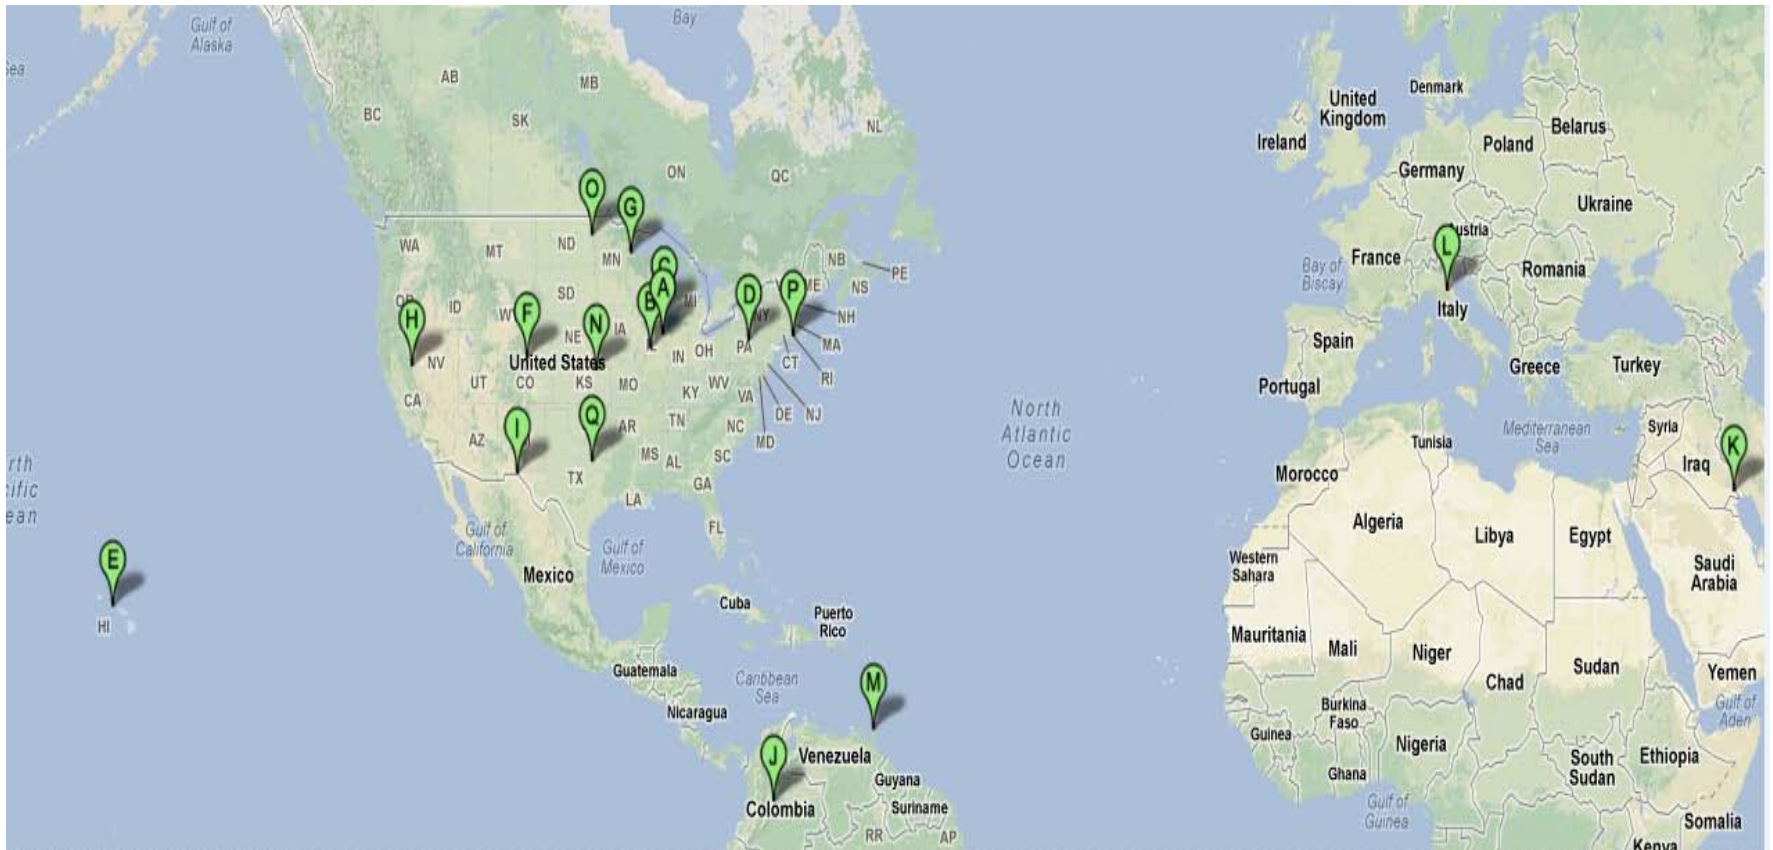 Gulf of
Alaska
Bay
Sea
AB
MB
BC
SK
NL
ON
QC
O
G
WA
MT
ND
MN
NB
PE
ME
NS
C
A
B
MI
D
P
NY
NH
ID
SD
H
F
N
NE
IA
OH
PA
MA
IN
CT
RI
NV
United States
UT
CO
KS
MO
KY
WV
VA
DE
NJ
CA
I
Q
AR
TN
NC
MD
AZ
MS
AL
SC
TX
GA
LA
FL
Gulf of
California
Gulf of
Mexico
Mexico
North
Atlantic
Ocean
E
HI
Cuba
Puerto
Rico
Guatemala
Caribbean
Sea
Nicaragua
M
J
Venezuela
Colombia
Guyana
Suriname
RR
AP
Denmark
United
Kingdom
Ireland
Belarus
Poland
Germany
Ukraine
L
Austria
France
Bay of
Biscay
Romania
Italy
Spain
Portugal
Greece
Turkey
Mediterranean
Sea
Syria
K
Iraq
Tunisia
Morocco
Algeria
Libya
Egypt
Western
Sahara
Saudi
Arabia
Mauritania
Mali
Niger
Chad
Sudan
Yemen
Gulf of
Aden
Burkina
Faso
Guinea
Nigeria
Ghana
South
Sudan
Ethiopia
Gulf of
Guinea
Somalia
Kenya